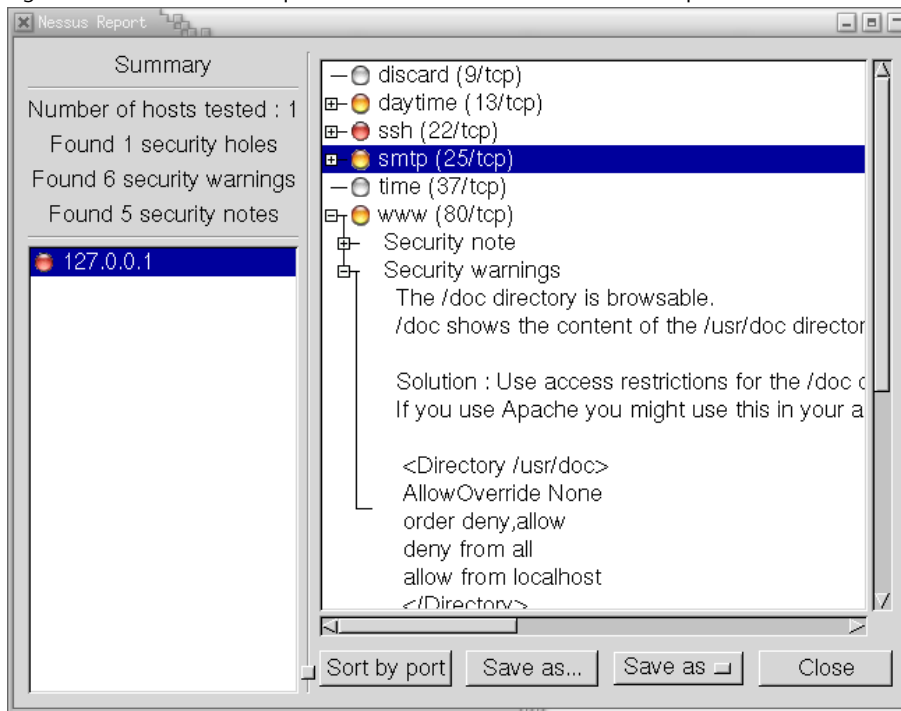 Nessus Report
Summary
Number of hosts tested : 1
Found 1 security holes
Found 6 security warnings
Found 5 security notes
127.0.0.1
discard (9/tcp)
daytime (13/tcp)
ssh (22/tcp)
smtp (25/tcp)
time (37/tcp)
www (80/tcp)
Security note
Security warnings
The /doc directory is browsable.
/doc shows the content of the /usr/doc director
Solution : Use access restrictions for the /doc
If you use Apache you might use this in your a
<Directory /usr/doc>
AllowOverride None
order deny,allow
deny from all
allow from localhost
</Directory>
Sort by port
Save as...
Save as
Close